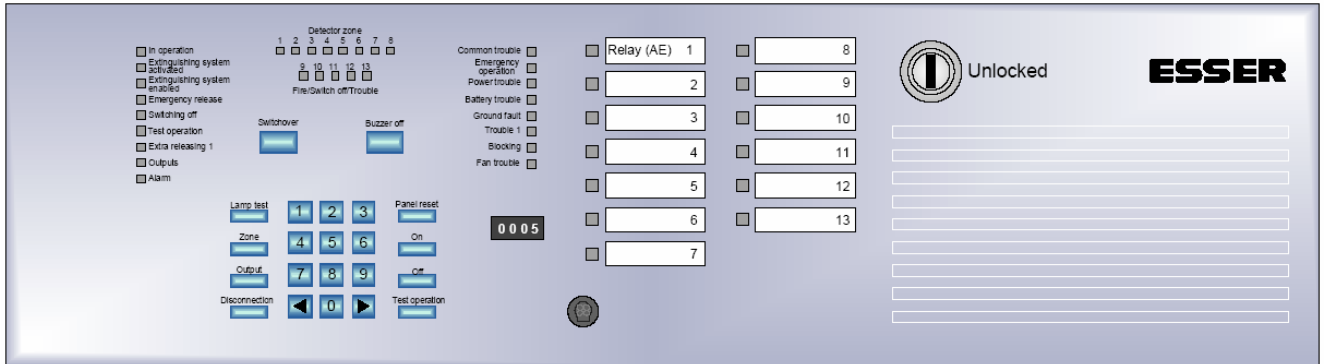 Detector zone
1 2 3 4 5 6 7 8
9 10 11 12 13
Fire/Switch off/Trouble
In operation
Extinguishing system
activated
Extinguishing system
enabled
Emergency release
Switching off
Test operation
Extra releasing 1
Outputs
Alarm
Switchover
Buzzer off
Common trouble
Emergency
operation
Power trouble
Battery trouble
Ground fault
Trouble 1
Blocking
Fan trouble
Lamp test
1 2 3
Panel reset
Zone
4 5 6
On
Output
7 8 9
Off
Disconnection
0
Test operation
0005
Relay (AE) 1
2
3
4
5
6
7
8
9
10
11
12
13
Unlocked
ESSER